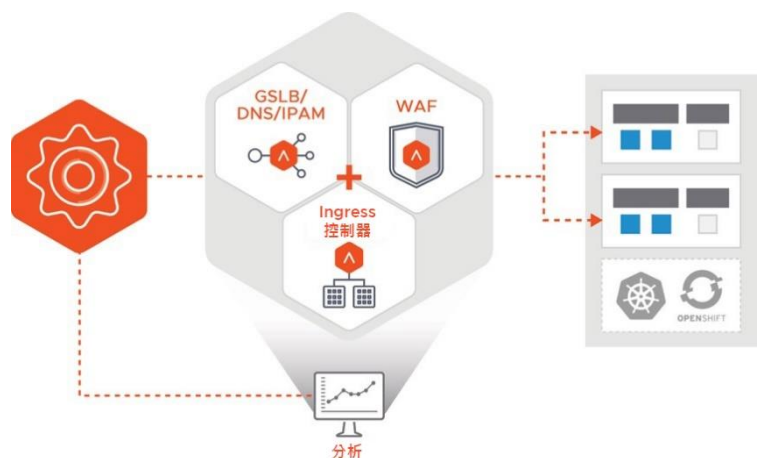 GSLB/
DNS/IPAM
WAF
Ingress
控制器
OPENSHIFT
分析